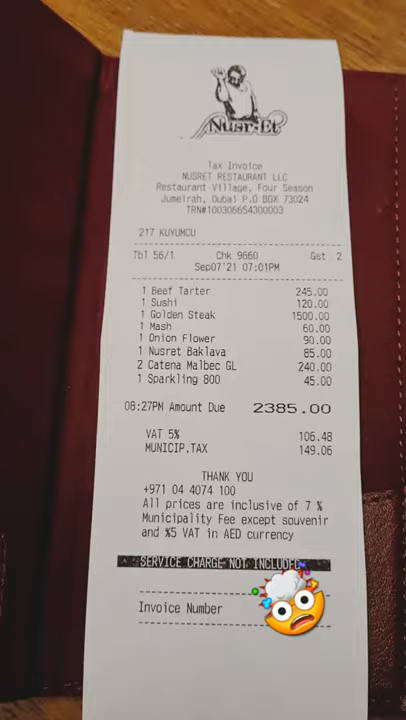 Nusr-Et
Tax Invoice
NUSRET RESTAURANT LLC
Restaurant Village, Four Season
Jumeirah, Dubai P.O BOX 73024
TRN#100306654300003
217 KUYUMCU
Tbl 56/1 Chk 9660 Gst 2
Sep07'21 07:01PM
1 Beef Tarter 245.00
1 Sushi 120.00
1 Golden Steak 1500.00
1 Mash 60.00
1 Onion Flower 90.00
1 Nusret Baklava 85.00
2 Catena Malbec GL 240.00
1 Sparkling 800 45.00
08:27PM Amount Due 2385.00
VAT 5% 106.48
MUNICIP.TAX 149.06
THANK YOU
+971 04 4074 100
All prices are inclusive of 7 %
Municipality Fee except souvenir
and %5 VAT in AED currency
SERVICE CHARGE NOT INCLUDED
Invoice Number